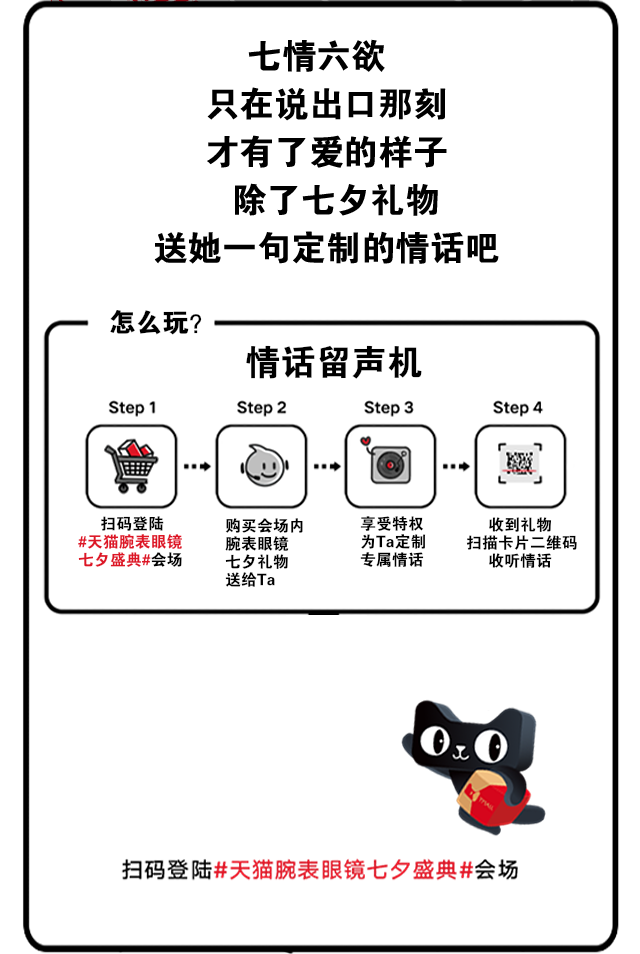 七情六欲
只在说出口那刻
才有了爱的样子
除了七夕礼物
送她一句定制的情话吧
怎么玩?
情话留声机
Step 1
扫码登陆
#天猫腕表眼镜
七夕盛典#会场
Step 2
购买会场内
腕表眼镜
七夕礼物
送给Ta
Step 3
享受特权
为Ta定制
专属情话
Step 4
收到礼物
扫描卡片二维码
收听情话
扫码登陆#天猫腕表眼镜七夕盛典#会场